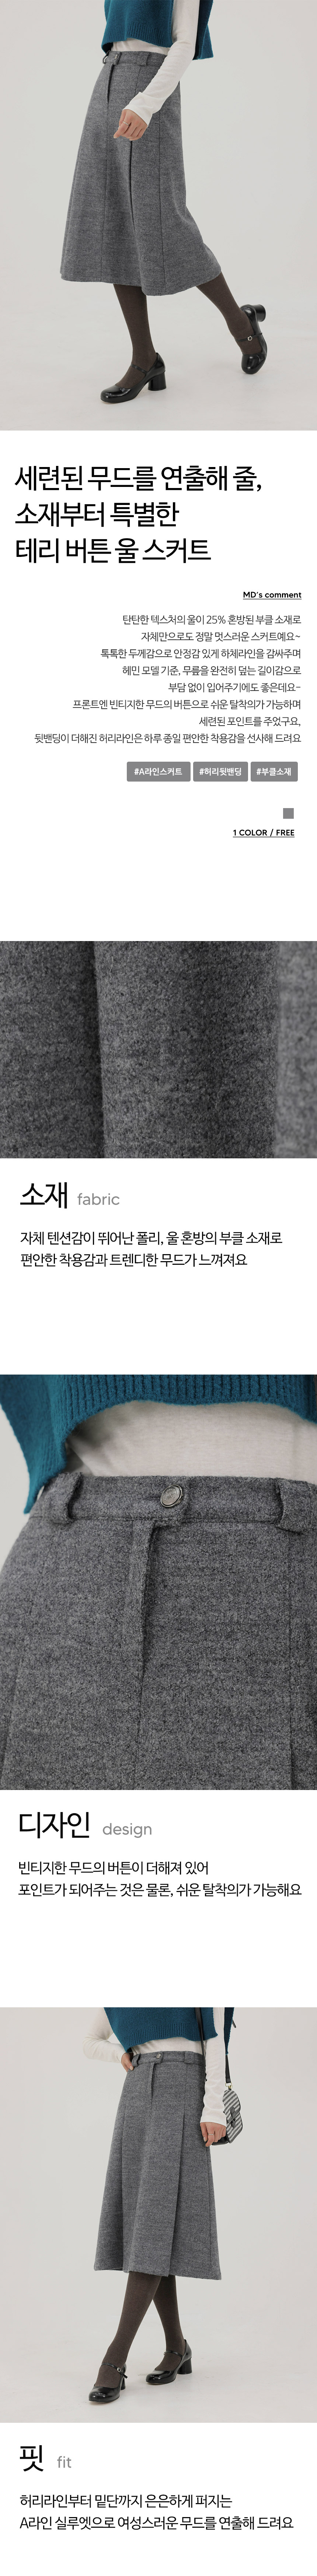 세련된 무드를 연출해 줄,
소재부터 특별한
테리 버튼 울 스커트
MD's comment
탄탄한 텍스처의 울이 25% 혼방된 부클 소재로
자체만으로도 정말 멋스러운 스커트예요~
톡톡한 두께감으로 안정감 있게 하체라인을 감싸주며
헤민 모델 기준, 무릎을 완전히 덮는 길이감으로
부담 없이 입어주기에도 좋은데요~
프론트엔 빈티지한 무드의 버튼으로 쉬운 탈착의가 가능하며
세련된 포인트를 주었구요,
뒷밴딩이 더해진 허리라인은 하루 종일 편안한 착용감을 선사해 드려요
#A라인스커트 #허리뒷밴딩 #부클소재
1 COLOR / FREE
소재 fabric
자체 텐션감이 뛰어난 폴리, 울 혼방의 부클 소재로
편안한 착용감과 트렌디한 무드가 느껴져요
디자인 design
빈티지한 무드의 버튼이 더해져 있어
포인트가 되어주는 것은 물론, 쉬운 탈착의가 가능해요
핏 fit
허리라인부터 밑단까지 은은하게 퍼지는
A라인 실루엣으로 여성스러운 무드를 연출해 드려요